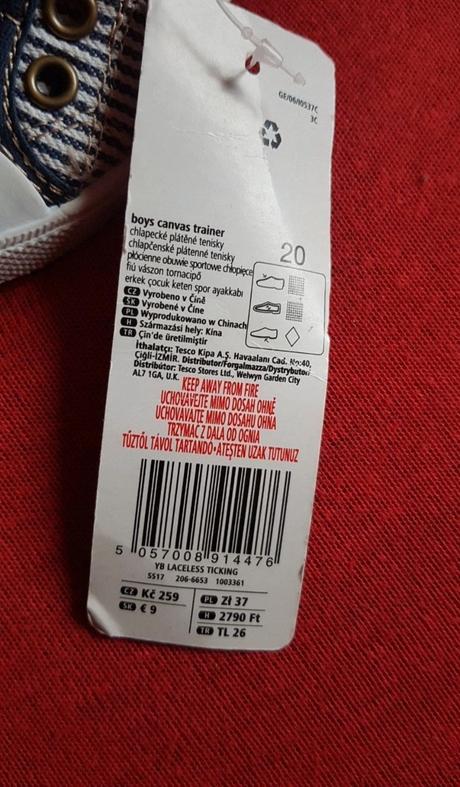 GE/06/I0537C
3C
boys canvas trainer
chlapecké plátěné tenisky
chlapčenské plátenné tenisky
płócienne obuwie sportowe chłopięce
fiú vászon tornacipő
erkek çocuk keten spor ayakkabı
20
CZ Vyrobeno v Číně
SK Vyrobené v Číne
PL Wyprodukowano w Chinach
H Származási hely: Kína
TR Çin'de üretilmiştir
İthalatçı: Tesco Kipa A.Ş. Havaalanı Cad. No:40,
Çiğli-İZMİR. Distributor/Forgalmazza/Dystrybutor/
Distribútor: Tesco Stores Ltd., Welwyn Garden City
AL7 1GA, U.K.
KEEP AWAY FROM FIRE
UCHOVÁVEJTE MIMO DOSAH OHNĚ
UCHOVÁVAJTE MIMO DOSAHU OHŇA
TRZYMAĆ Z DALA OD OGNIA
TŰZTŐL TÁVOL TARTANDÓ•ATEŞTEN UZAK TUTUNUZ
5 057008 914476
YB LACELESS TICKING
SS17 206-6653 1003361
CZ Kč 259
SK € 9
PL Zł 37
H 2790 Ft
TR TL 26